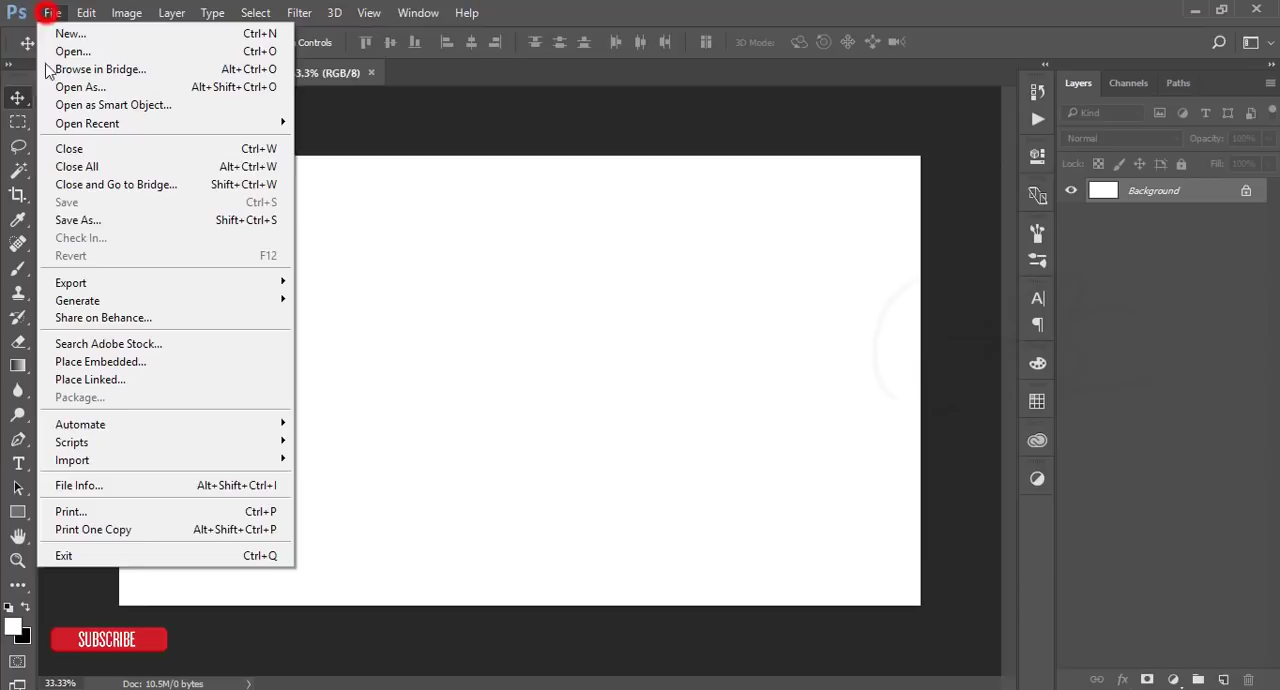 Ps File Edit Image Layer Type Select Filter 3D View Window Help
Controls 3D Mode:
3.3% (RGB/8) ×
New... Ctrl+N
Open... Ctrl+O
Browse in Bridge... Alt+Ctrl+O
Open As... Alt+Shift+Ctrl+O
Open as Smart Object...
Open Recent
Close Ctrl+W
Close All Alt+Ctrl+W
Close and Go to Bridge... Shift+Ctrl+W
Save Ctrl+S
Save As... Shift+Ctrl+S
Check In...
Revert F12
Export
Generate
Share on Behance...
Search Adobe Stock...
Place Embedded...
Place Linked...
Package...
Automate
Scripts
Import
File Info... Alt+Shift+Ctrl+I
Print... Ctrl+P
Print One Copy Alt+Shift+Ctrl+P
Exit Ctrl+Q
Layers Channels Paths
Kind
Normal Opacity: 100%
Lock: Fill: 100%
Background
SUBSCRIBE
33.33% Doc: 10.5M/0 bytes